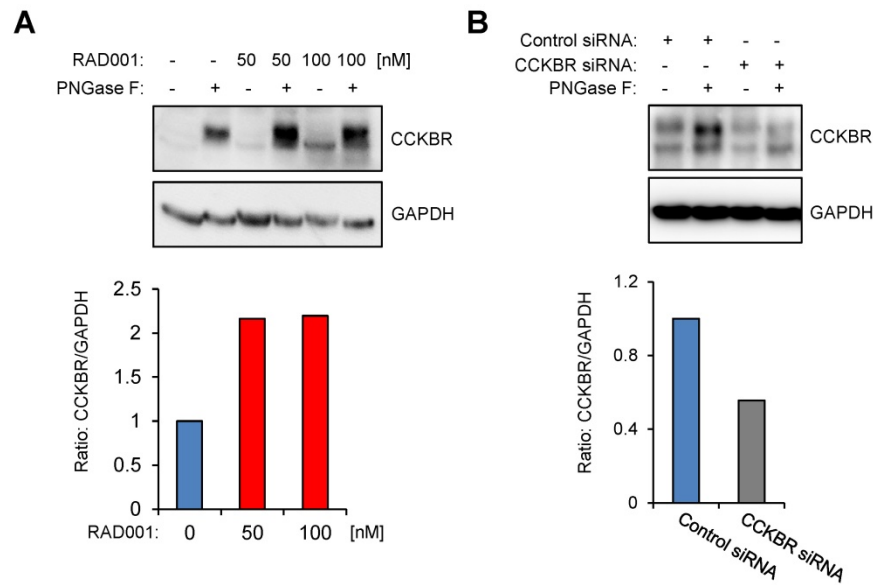 A
RAD001: - - 50 50 100 100 [nM]
PNGase F: - + - + - +
CCKBR
GAPDH
Ratio: CCKBR/GAPDH
2.5
2
1.5
1
0.5
0
RAD001: 0 50 100 [nM]
B
Control siRNA: + + - -
CCKBR siRNA: - - + +
PNGase F: - + - +
CCKBR
GAPDH
Ratio: CCKBR/GAPDH
1.2
0.8
0.4
0
Control siRNA
CCKBR siRNA